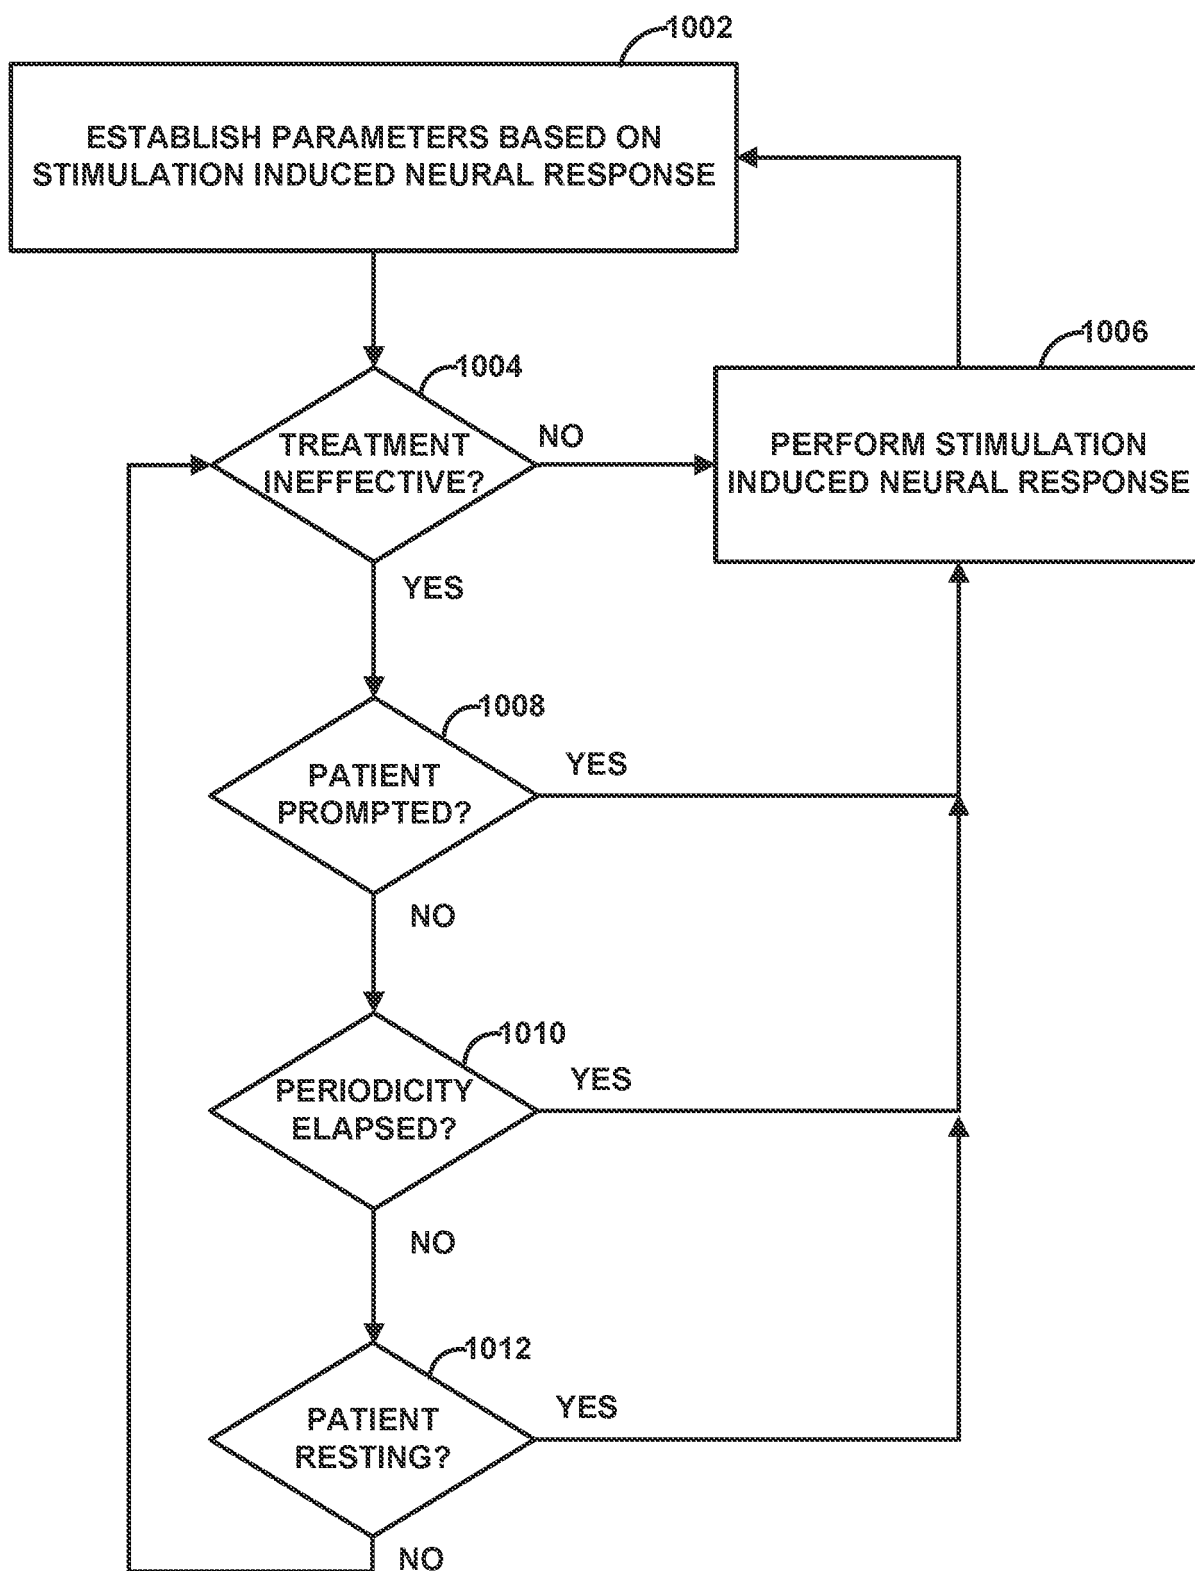 1002
ESTABLISH PARAMETERS BASED ON
STIMULATION INDUCED NEURAL RESPONSE
1004
TREATMENT
INEFFECTIVE?
NO
1006
PERFORM STIMULATION
INDUCED NEURAL RESPONSE
YES
1008
PATIENT
PROMPTED?
YES
NO
1010
PERIODICITY
ELAPSED?
YES
NO
1012
PATIENT
RESTING?
YES
NO